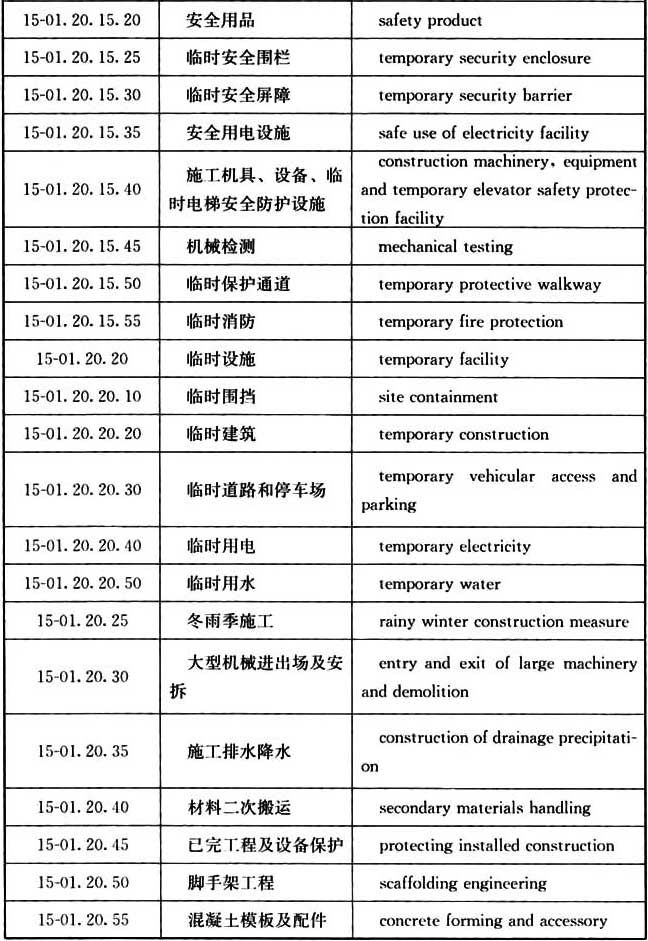 15-01.20.15.20 安全用品 safety product
15-01.20.15.25 临时安全围栏 temporary security enclosure
15-01.20.15.30 临时安全屏障 temporary security barrier
15-01.20.15.35 安全用电设施 safe use of electricity facility
15-01.20.15.40 施工机具、设备、临
时电梯安全防护设施 construction machinery, equipment
and temporary elevator safety protec-
tion facility
15-01.20.15.45 机械检测 mechanical testing
15-01.20.15.50 临时保护通道 temporary protective walkway
15-01.20.15.55 临时消防 temporary fire protection
15-01.20.20 临时设施 temporary facility
15-01.20.20.10 临时围挡 site containment
15-01.20.20.20 临时建筑 temporary construction
15-01.20.20.30 临时道路和停车场 temporary vehicular access and
parking
15-01.20.20.40 临时用电 temporary electricity
15-01.20.20.50 临时用水 temporary water
15-01.20.25 冬雨季施工 rainy winter construction measure
15-01.20.30 大型机械进出场及安
拆 entry and exit of large machinery
and demolition
15-01.20.35 施工排水降水 construction of drainage precipitati-
on
15-01.20.40 材料二次搬运 secondary materials handling
15-01.20.45 已完工程及设备保护 protecting installed construction
15-01.20.50 脚手架工程 scaffolding engineering
15-01.20.55 混凝土模板及配件 concrete forming and accessory